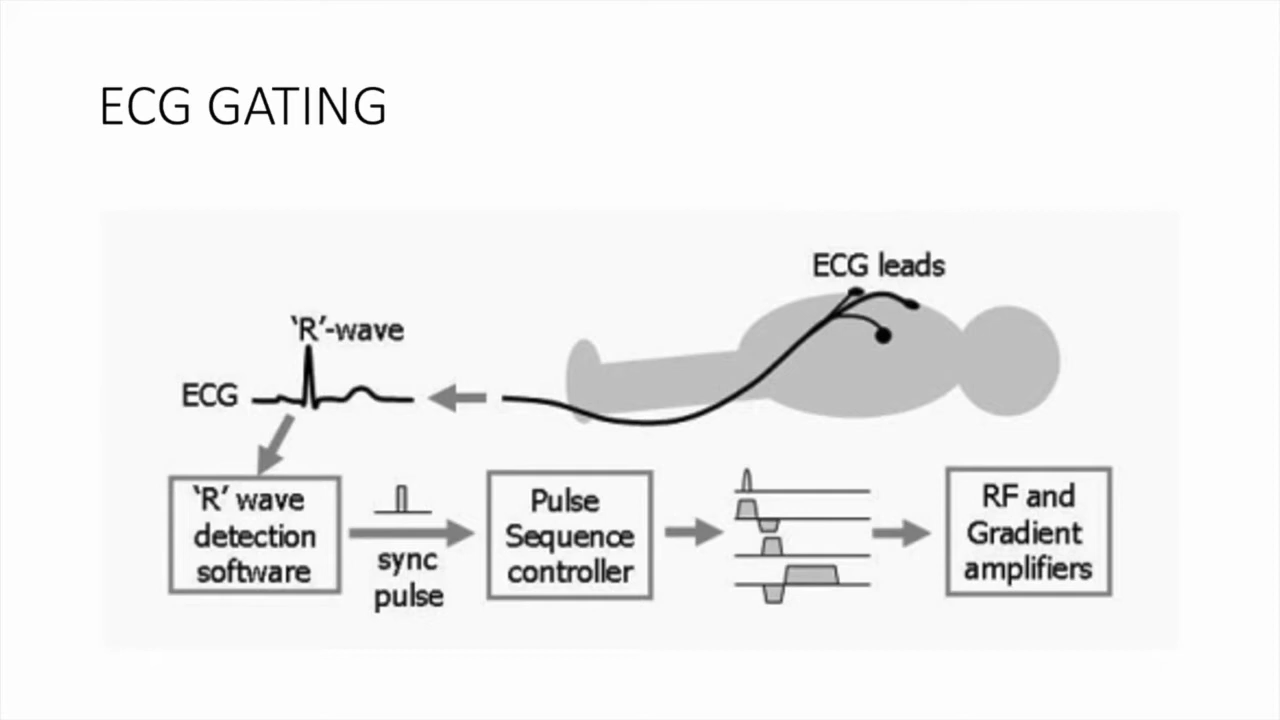 ECG GATING
ECG leads
‘R’-wave
ECG
‘R’ wave
detection
software
sync
pulse
Pulse
Sequence
controller
RF and
Gradient
amplifiers